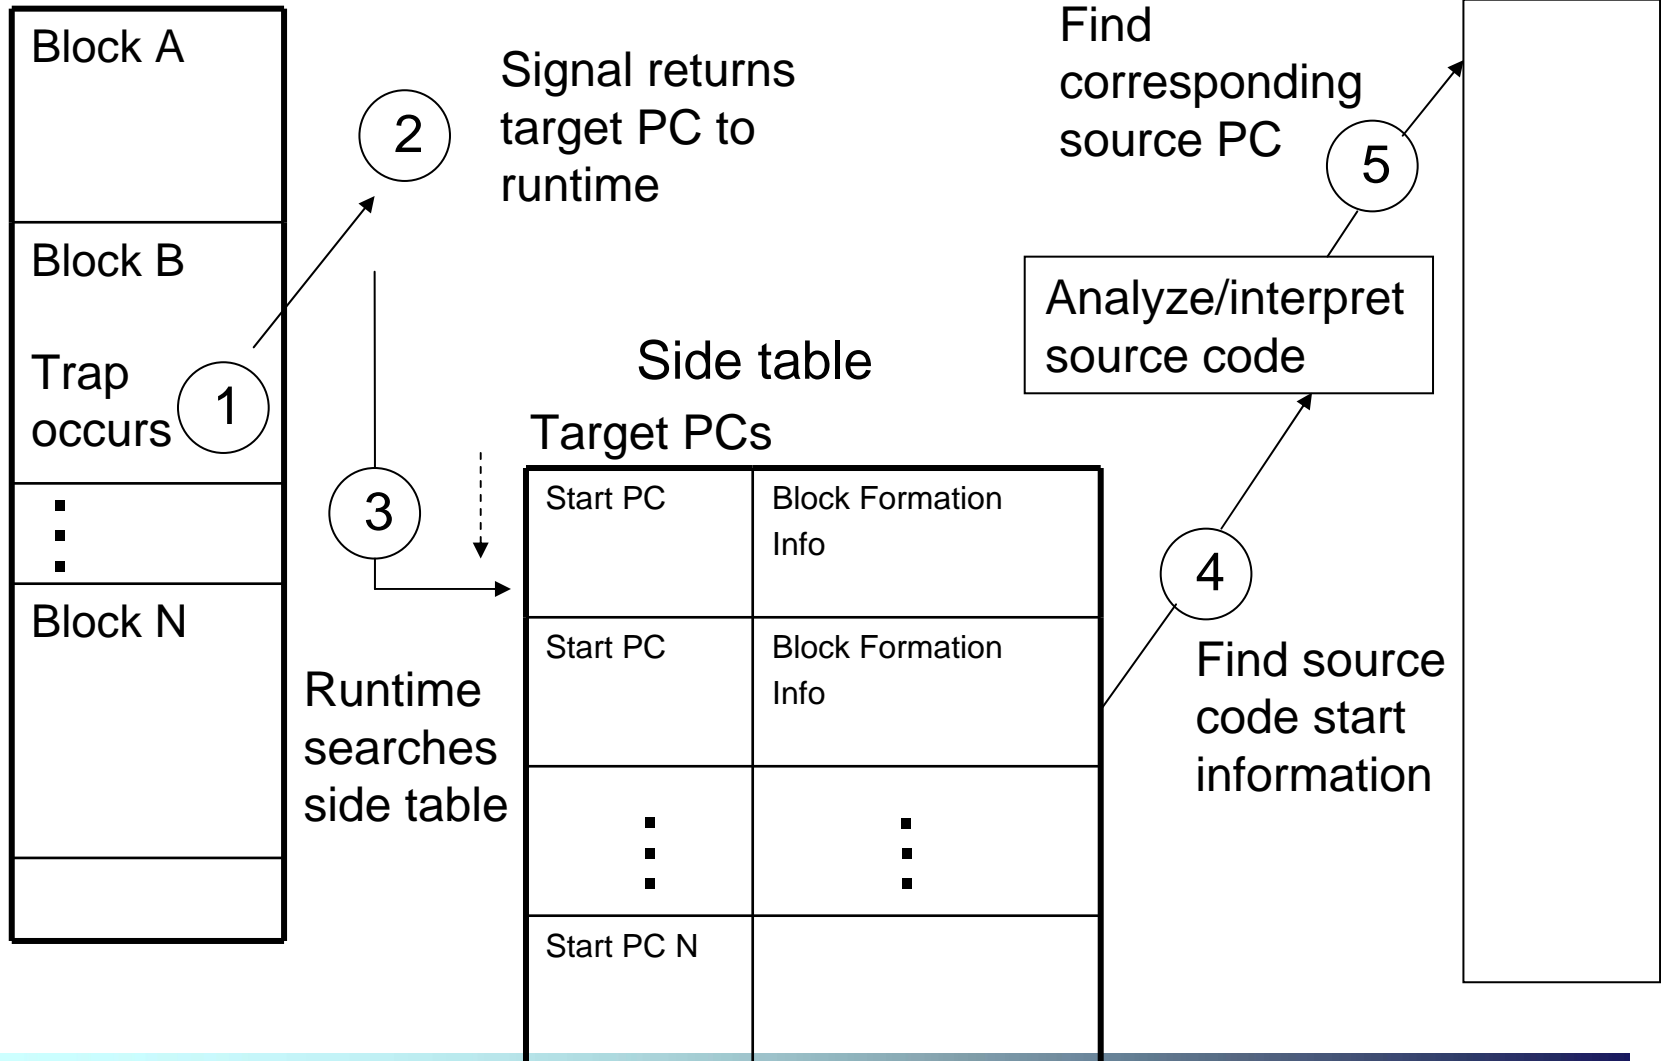 Block A
Block B
Trap
occurs
1
Block N
2
Signal returns
target PC to
runtime
3
Runtime
searches
side table
Side table
Target PCs
Start PC
Block Formation
Info
Start PC
Block Formation
Info
Start PC N
4
Find source
code start
information
Analyze/interpret
source code
5
Find
corresponding
source PC